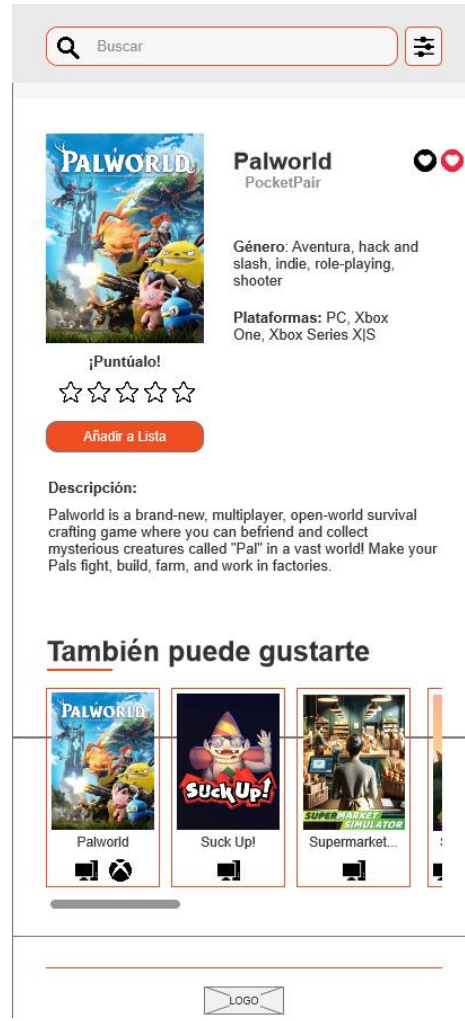 Buscar
PALWORLD
Palworld
PocketPair
Género: Aventura, hack and
slash, indie, role-playing,
shooter
Plataformas: PC, Xbox
One, Xbox Series X|S
¡Puntúalo!
Añadir a Lista
Descripción:
Palworld is a brand-new, multiplayer, open-world survival
crafting game where you can befriend and collect
mysterious creatures called "Pal" in a vast world! Make your
Pals fight, build, farm, and work in factories.
También puede gustarte
PALWORLD
SuckUp!
SUPERMARKET
SIMULATOR
Palworld
Suck Up!
Supermarket...
LOGO